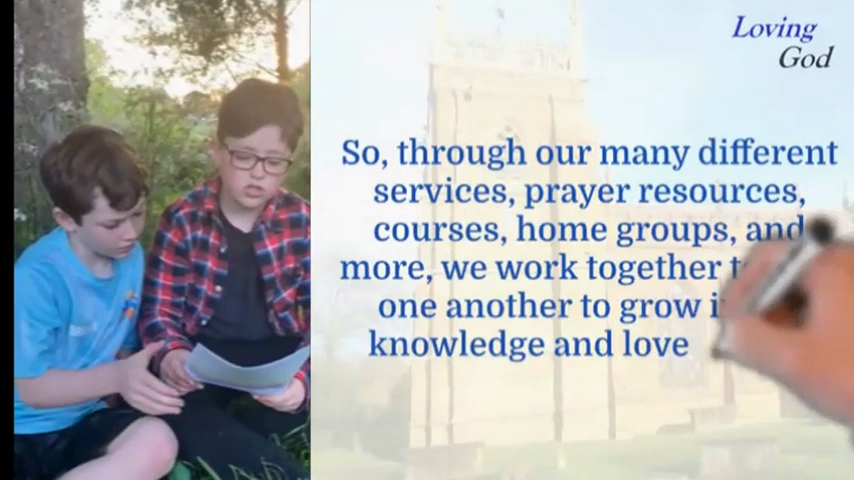 Loving
God
So, through our many different
services, prayer resources,
courses, home groups, and
more, we work together
one another to grow
knowledge and love